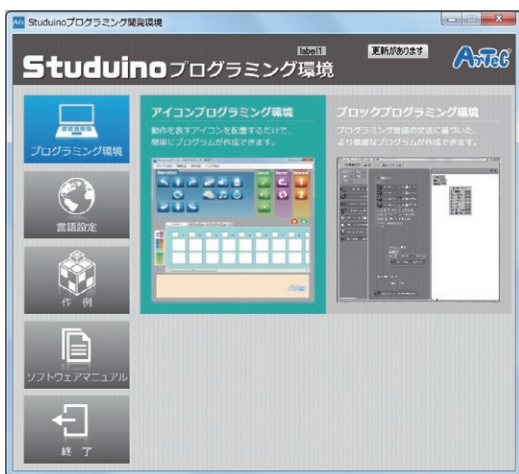 Studuinoプログラミング開発環境
label1
更新があります
Studuinoプログラミング環境
ArTeC
プログラミング環境
言語設定
作 例
ソフトウェアマニュアル
終 了
アイコンプログラミング環境
動作を表すアイコンを配置するだけで、
簡単にプログラムが作成できます。
ブロックプログラミング環境
プログラミング言語の文法に基づいた、
より複雑なプログラムが作成できます。